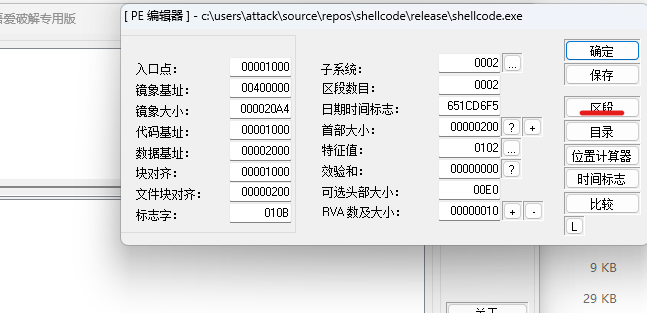 爱破解专用版
[ PE 编辑器 ] - c:\users\attack\source\repos\shellcode\release\shellcode.exe
入口点: 00001000 子系统: 0002 ... 确定
镜象基址: 00400000 区段数目: 0002 保存
镜象大小: 000020A4 日期时间标志: 651CD6F5 区段
代码基址: 00001000 首部大小: 00000200 ? + 目录
数据基址: 00002000 特征值: 0102 ... 位置计算器
块对齐: 00001000 效验和: 00000000 ? 时间标志
文件块对齐: 00000200 可选头部大小: 00E0 比较
标志字: 010B RVA 数及大小: 00000010 + - L
9 KB
29 KB